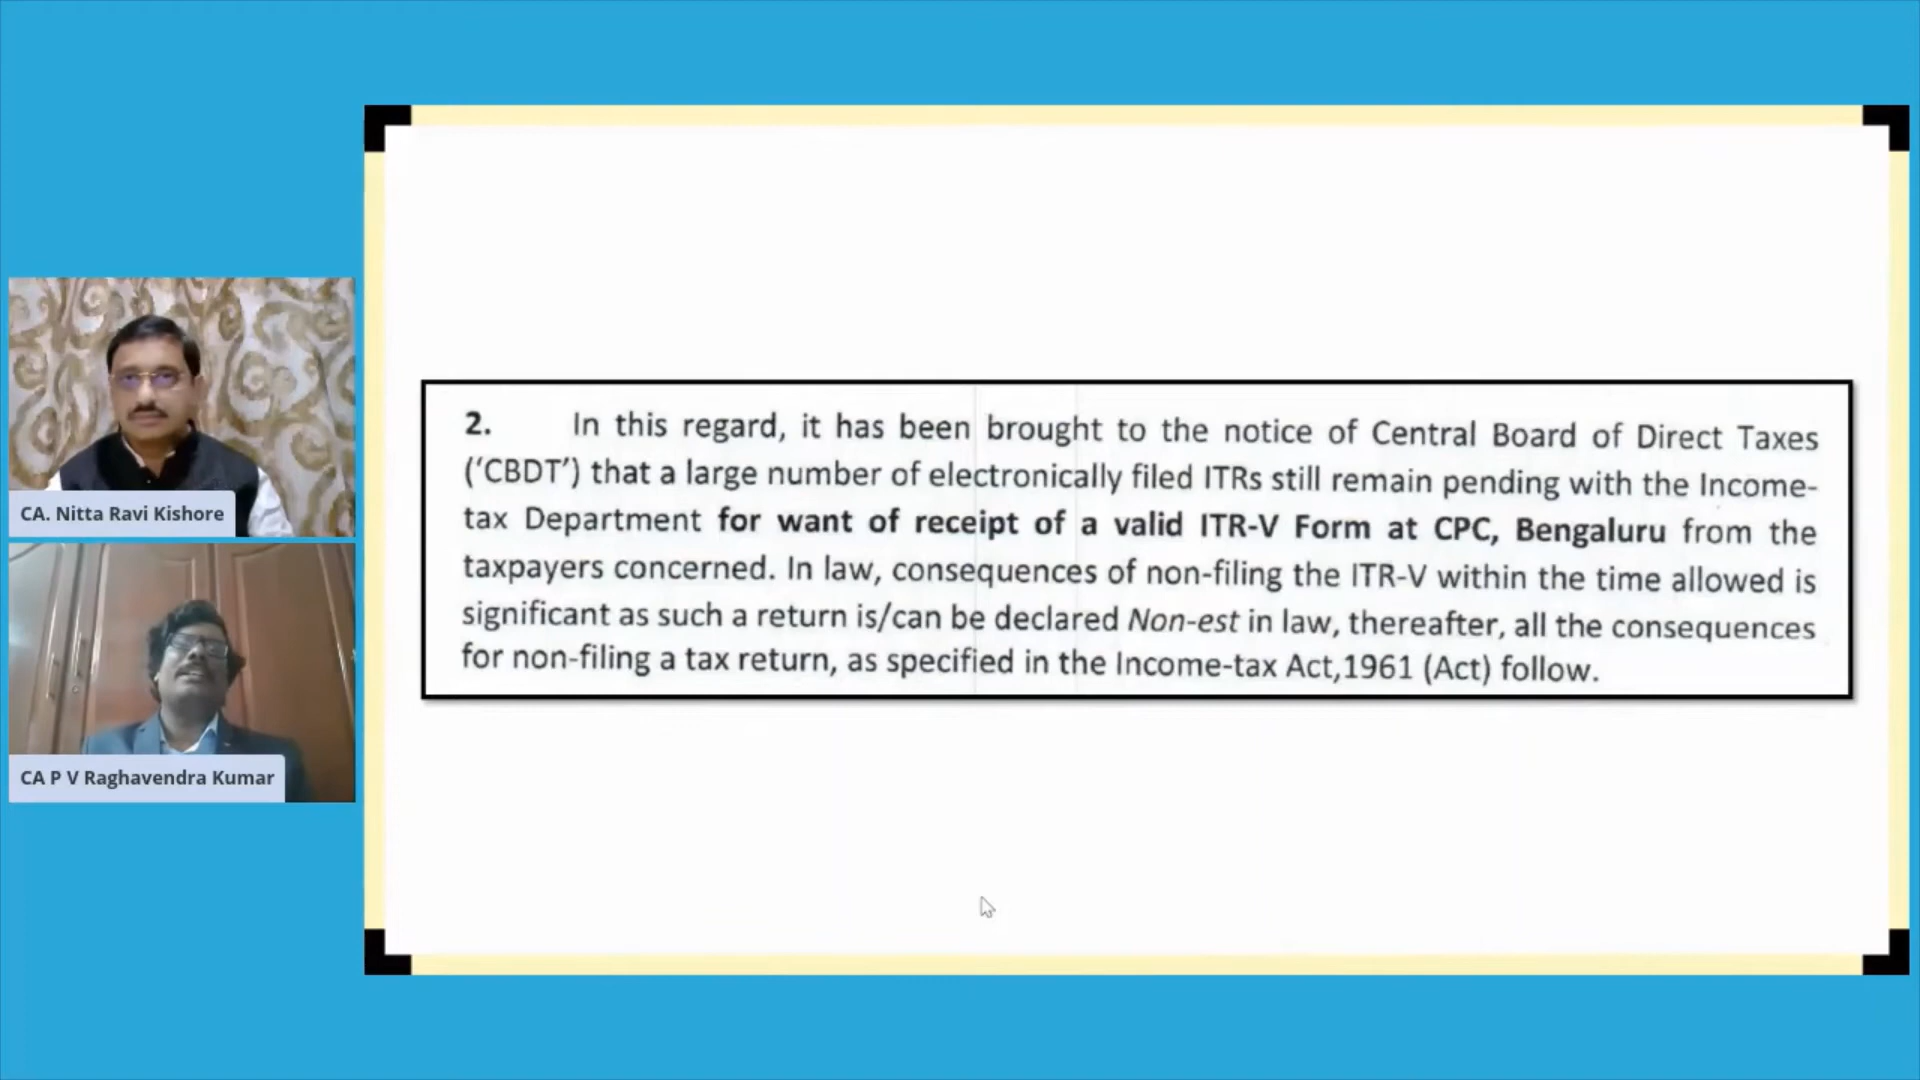 CA. Nitta Ravi Kishore
CA P V Raghavendra Kumar
2. In this regard, it has been brought to the notice of Central Board of Direct Taxes
(‘CBDT’) that a large number of electronically filed ITRs still remain pending with the Income-
tax Department for want of receipt of a valid ITR-V Form at CPC, Bengaluru from the
taxpayers concerned. In law, consequences of non-filing the ITR-V within the time allowed is
significant as such a return is/can be declared Non-est in law, thereafter, all the consequences
for non-filing a tax return, as specified in the Income-tax Act,1961 (Act) follow.